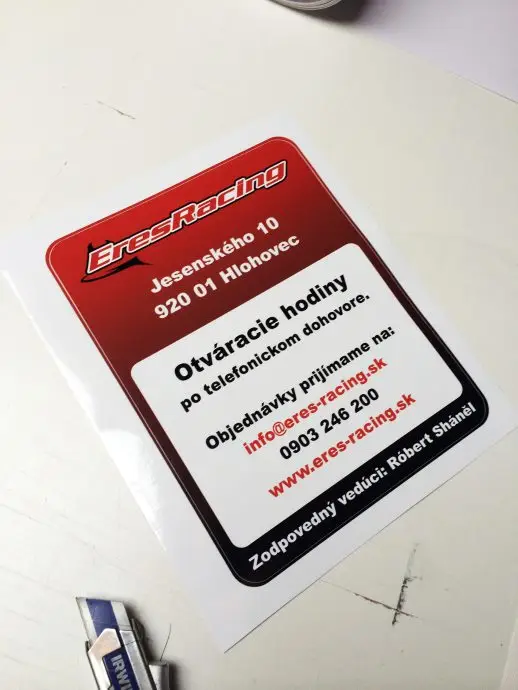 EresRacing
Jesenského 10
920 01 Hlohovec
Otváracie hodiny
po telefonickom dohovore.
Objednávky prijímame na:
info@eres-racing.sk
0903 246 200
www.eres-racing.sk
Zodpovedný vedúci: Róbert Sháněl